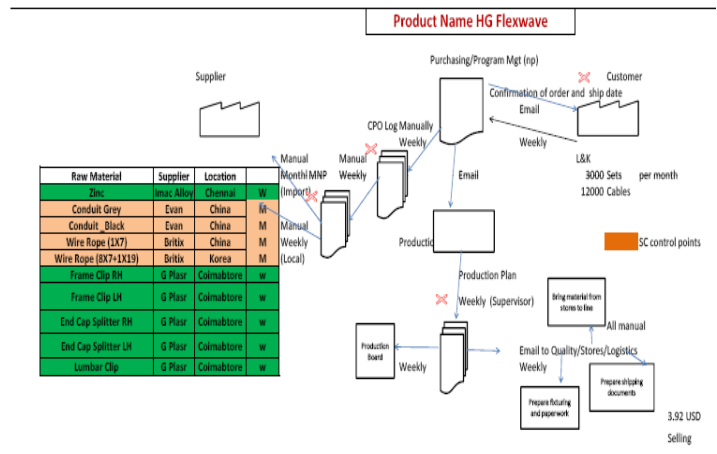 Product Name HG Flexwave
Purchasing/Program Mgt (np)
Supplier
Customer
Confirmation of order and ship date
Email
CPO Log Manually
Weekly
Weekly
L&K
3000 Sets per month
12000 Cables
Manual
Monthl MNP
(Import)
Manual
Weekly
Email
Raw Material Supplier Location
Zinc Imac Alloy Chennai W
Conduit Grey Evan China M
Conduit _Black Evan China M
Wire Rope (1X7) Britix China M
Wire Rope (8X7+1X19) Britix Korea M
Frame Clip RH G Plasr Coimabtore w
Frame Clip LH G Plasr Coimabtore w
End Cap Splitter RH G Plasr Coimabtore w
End Cap Splitter LH G Plasr Coimabtore w
Lumbar Clip G Plasr Coimabtore w
Manual
Weekly
(Local)
Productic
SC control points
Production Plan
Weekly (Supervisor)
Bring material from
stores to line
All manual
Production
Board
Weekly
Email to Quality/Stores/Logistics
Weekly
Prepare shipping
documents
Prepare fixturing
and paperwork
3.92 USD
Selling